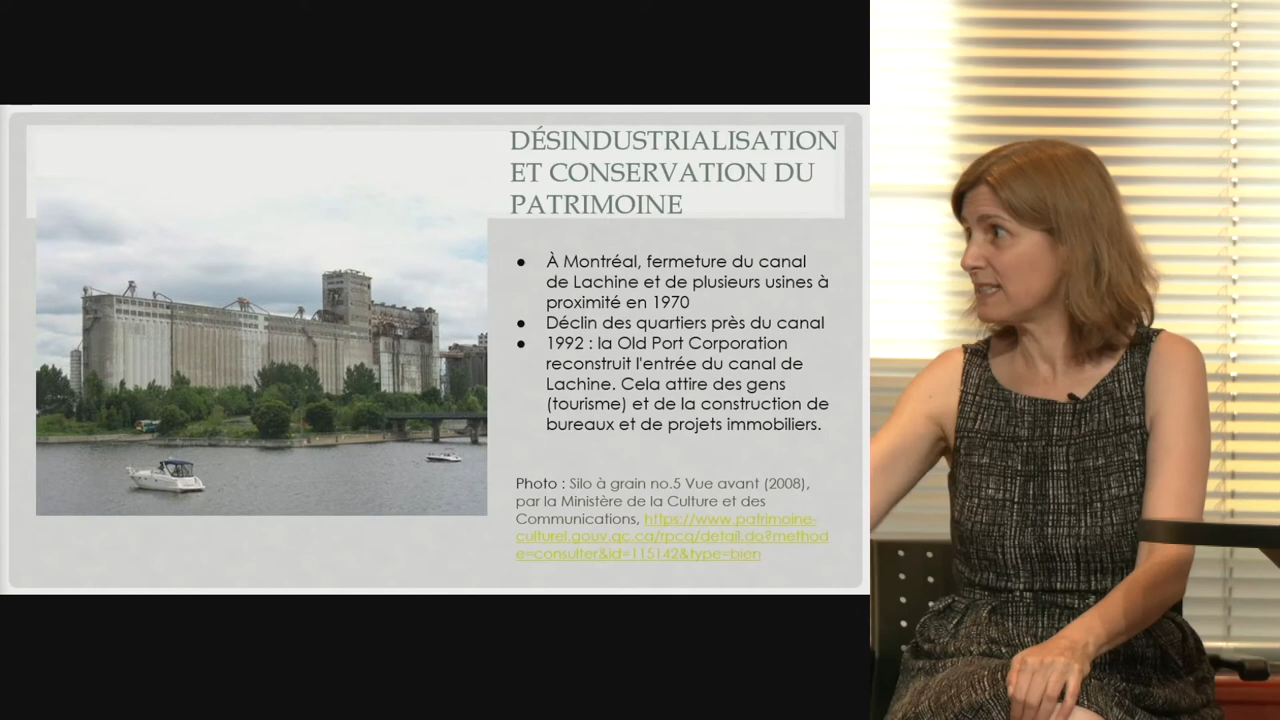 DÉSINDUSTRIALISATION
ET CONSERVATION DU
PATRIMOINE
● À Montréal, fermeture du canal
de Lachine et de plusieurs usines à
proximité en 1970
● Déclin des quartiers près du canal
● 1992 : la Old Port Corporation
reconstruit l'entrée du canal de
Lachine. Cela attire des gens
(tourisme) et de la construction de
bureaux et de projets immobiliers.
Photo : Silo à grain no.5 Vue avant (2008),
par la Ministère de la Culture et des
Communications, https://www.patrimoine-
culturel.gouv.qc.ca/rpcq/detail.do?method
e=consulter&id=115142&type=bien